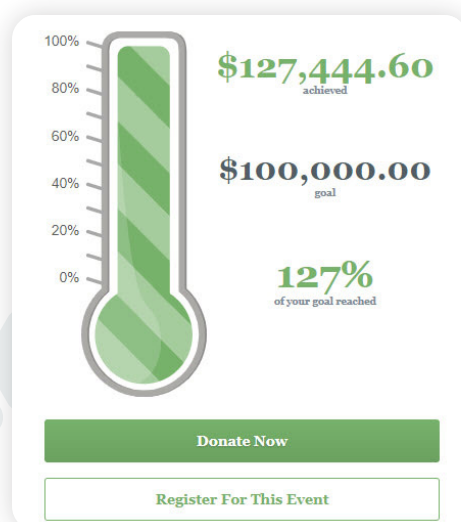 100%
80%
60%
40%
20%
0%
$127,444.60
achieved
$100,000.00
goal
127%
of your goal reached
Donate Now
Register For This Event